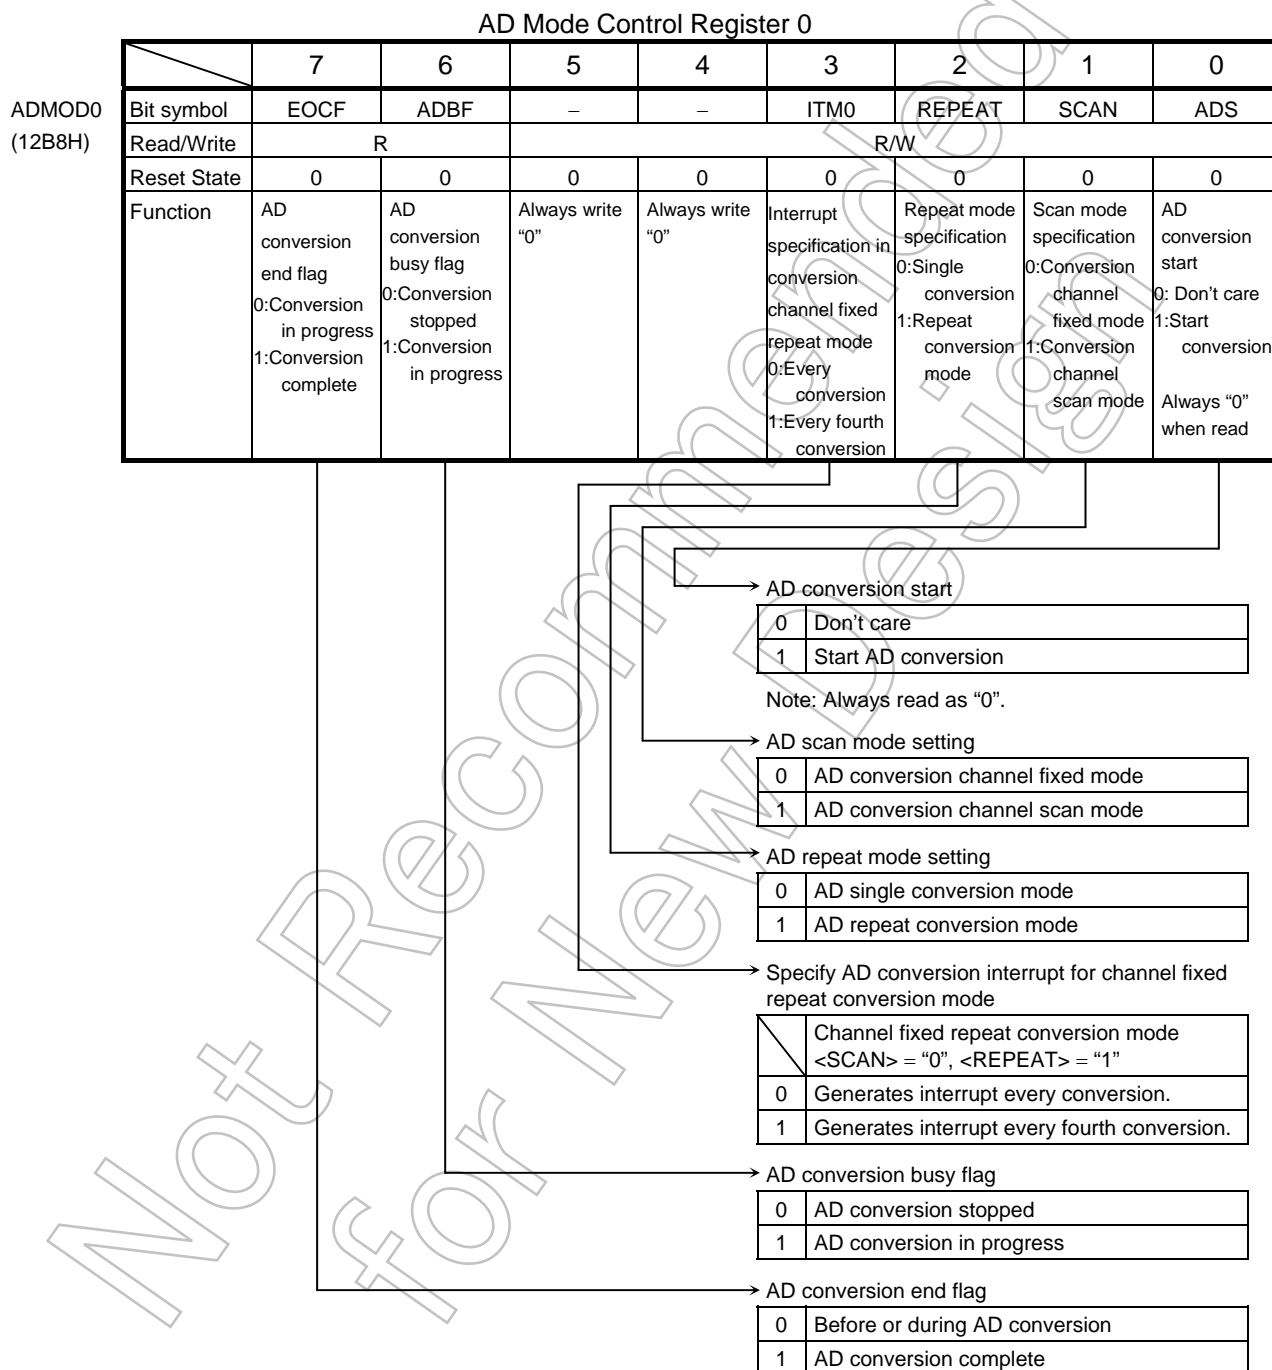 AD Mode Control Register 0
7 6 5 4 3 2 1 0
ADMOD0 (12B8H)
Bit symbol EOCF ADBF – – ITM0 REPEAT SCAN ADS
Read/Write R R/W
Reset State 0 0 0 0 0 0 0 0
Function
AD
conversion
end flag
0:Conversion
in progress
1:Conversion
complete
AD
conversion
busy flag
0:Conversion
stopped
1:Conversion
in progress
Always write
“0”
Always write
“0”
Interrupt
specification in
conversion
channel fixed
repeat mode
0:Every
conversion
1:Every fourth
conversion
Repeat mode
specification
0:Single
conversion
1:Repeat
conversion
mode
Scan mode
specification
0:Conversion
channel
fixed mode
1:Conversion
channel
scan mode
AD
conversion
start
0: Don’t care
1:Start
conversion
Always “0”
when read
AD conversion start
0 Don’t care
1 Start AD conversion
Note: Always read as “0”.
AD scan mode setting
0 AD conversion channel fixed mode
1 AD conversion channel scan mode
AD repeat mode setting
0 AD single conversion mode
1 AD repeat conversion mode
Specify AD conversion interrupt for channel fixed
repeat conversion mode
Channel fixed repeat conversion mode
<SCAN> = “0”, <REPEAT> = “1”
0 Generates interrupt every conversion.
1 Generates interrupt every fourth conversion.
AD conversion busy flag
0 AD conversion stopped
1 AD conversion in progress
AD conversion end flag
0 Before or during AD conversion
1 AD conversion complete
Not Recommended
for New Design